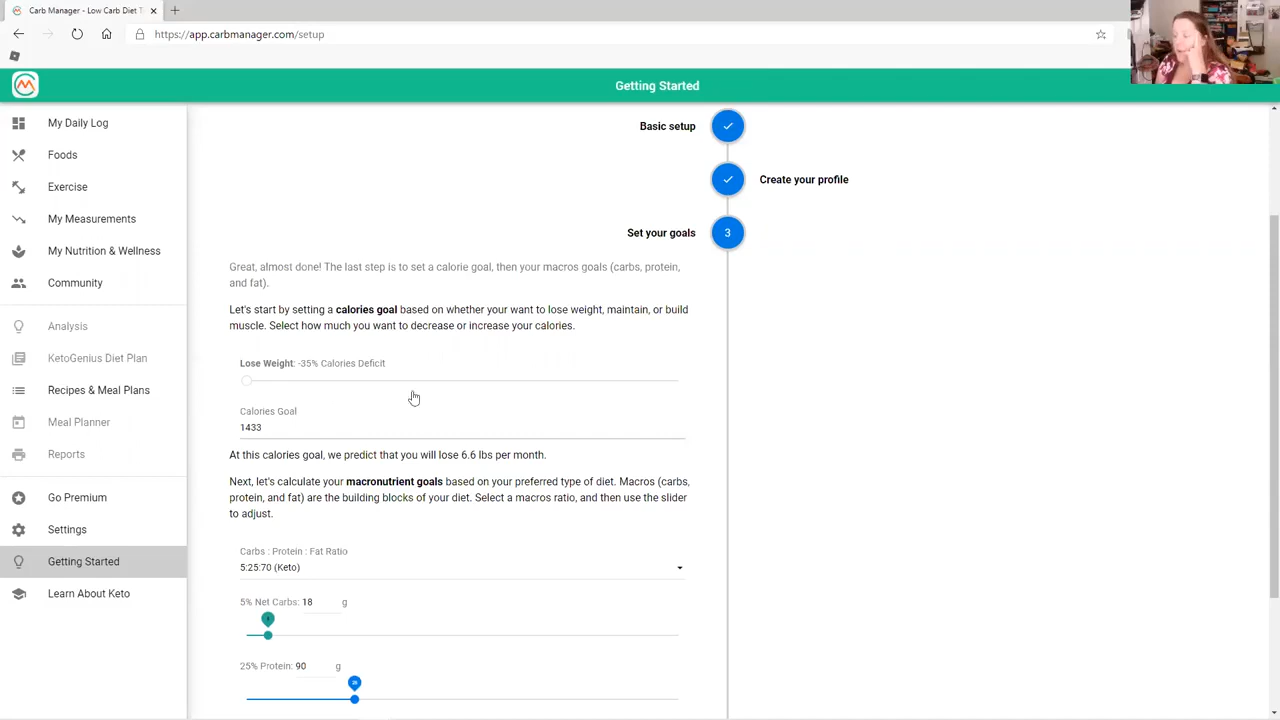 Carb Manager - Low Carb Diet T
https://app.carbmanager.com/setup
Getting Started
My Daily Log
Foods
Exercise
My Measurements
My Nutrition & Wellness
Community
Analysis
KetoGenius Diet Plan
Recipes & Meal Plans
Meal Planner
Reports
Go Premium
Settings
Getting Started
Learn About Keto
Basic setup
Create your profile
Set your goals
3
Great, almost done! The last step is to set a calorie goal, then your macros goals (carbs, protein,
and fat).
Let's start by setting a calories goal based on whether your want to lose weight, maintain, or build
muscle. Select how much you want to decrease or increase your calories.
Lose Weight: -35% Calories Deficit
Calories Goal
1433
At this calories goal, we predict that you will lose 6.6 lbs per month.
Next, let's calculate your macronutrient goals based on your preferred type of diet. Macros (carbs,
protein, and fat) are the building blocks of your diet. Select a macros ratio, and then use the slider
to adjust.
Carbs : Protein : Fat Ratio
5:25:70 (Keto)
5% Net Carbs: 18 g
25% Protein: 90 g